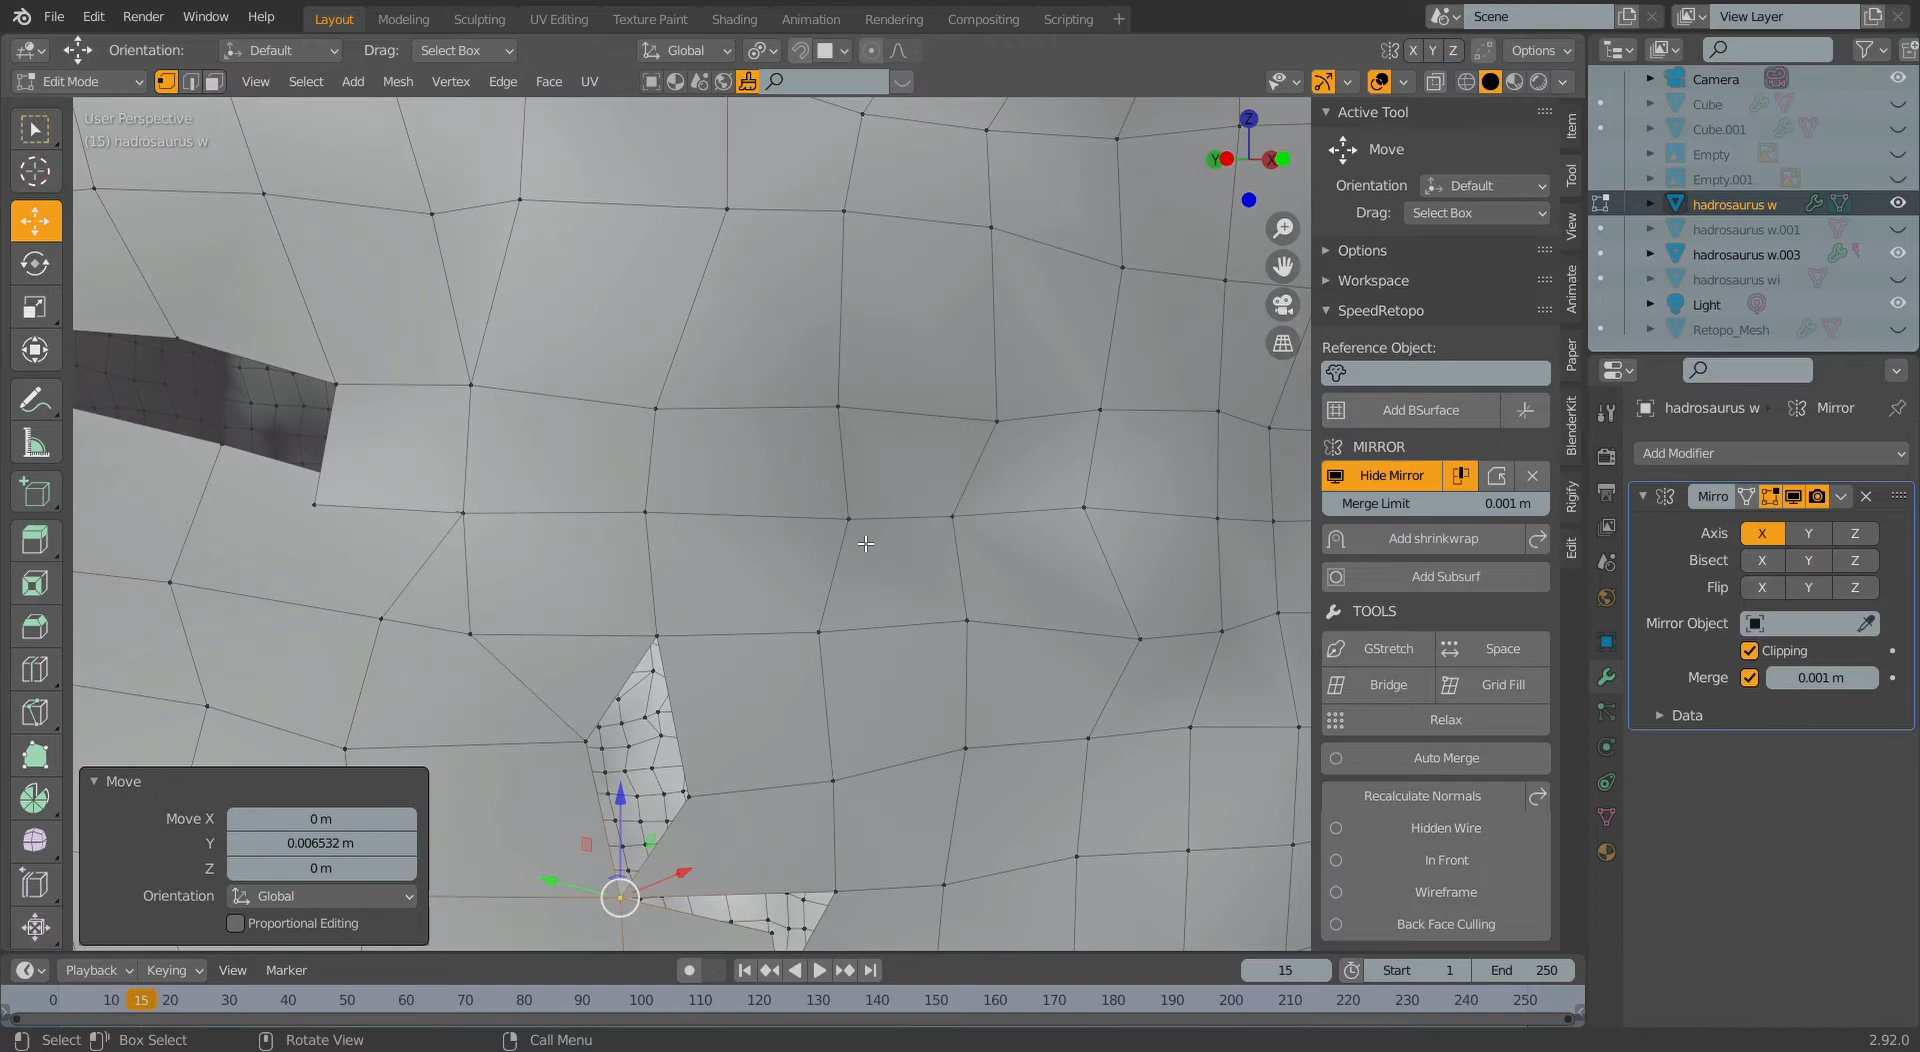 File Edit Render Window Help Layout Modeling Sculpting UV Editing Texture Paint Shading Animation Rendering Compositing Scripting + Scene View Layer
Orientation: Default Drag: Select Box Global X Y Z Options
Edit Mode View Select Add Mesh Vertex Edge Face UV
User Perspective
(15) hadrosaurus w
Z
Y X
Move
Move X 0 m
Y 0.006532 m
Z 0 m
Orientation Global
Proportional Editing
Active Tool
Move
Orientation Default
Drag: Select Box
Options
Workspace
SpeedRetopo
Reference Object:
Add BSurface
MIRROR
Hide Mirror
Merge Limit 0.001 m
Add shrinkwrap
Add Subsurf
TOOLS
GStretch Space
Bridge Grid Fill
Relax
Auto Merge
Recalculate Normals
Hidden Wire
In Front
Wireframe
Back Face Culling
Item
Tool
View
Animate
Paper
BlenderKit
Rigify
Edit
Camera
Cube
Cube.001
Empty
Empty.001
hadrosaurus w
hadrosaurus w.001
hadrosaurus w.003
hadrosaurus wi
Light
Retopo_Mesh
hadrosaurus w Mirror
Add Modifier
Mirro
Axis X Y Z
Bisect X Y Z
Flip X Y Z
Mirror Object
Clipping
Merge 0.001 m
Data
Playback Keying View Marker 15 Start 1 End 250
0 10 15 20 30 40 50 60 70 80 90 100 110 120 130 140 150 160 170 180 190 200 210 220 230 240 250
Select Box Select Rotate View Call Menu 2.92.0